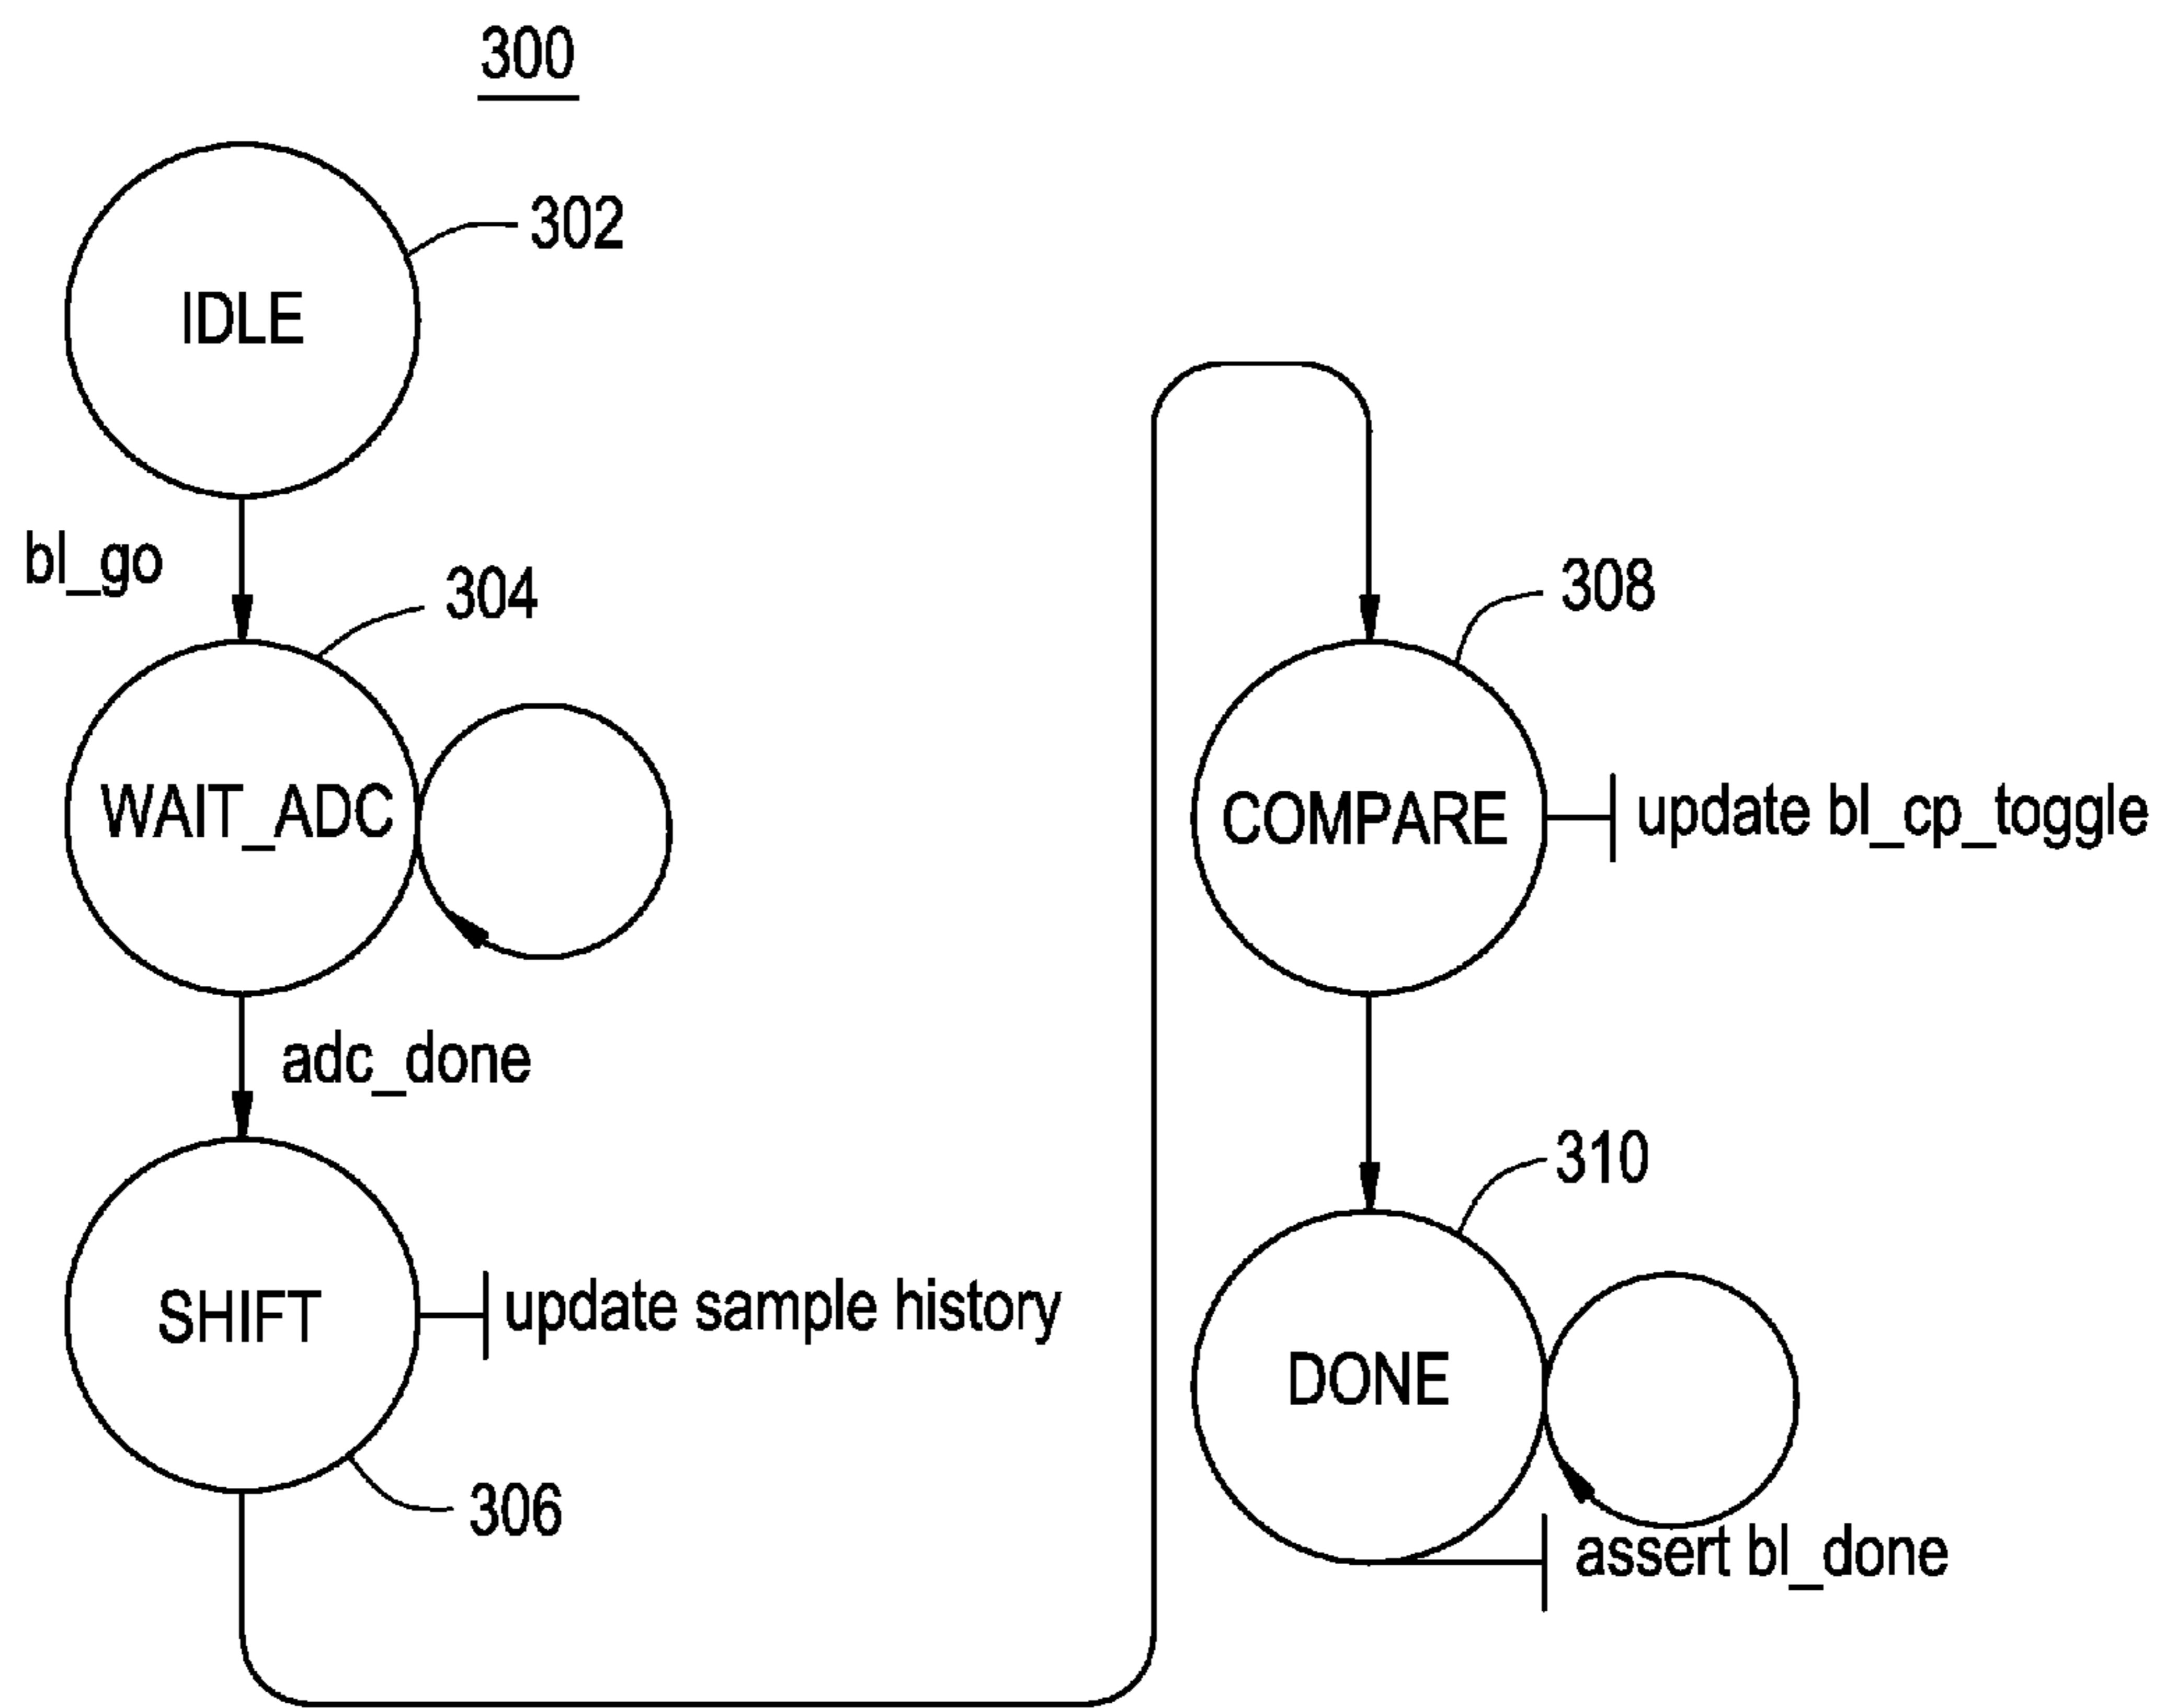 300
302
IDLE
bl_go
304
WAIT_ADC
adc_done
SHIFT
update sample history
306
308
COMPARE
update bl_cp_toggle
310
DONE
assert bl_done